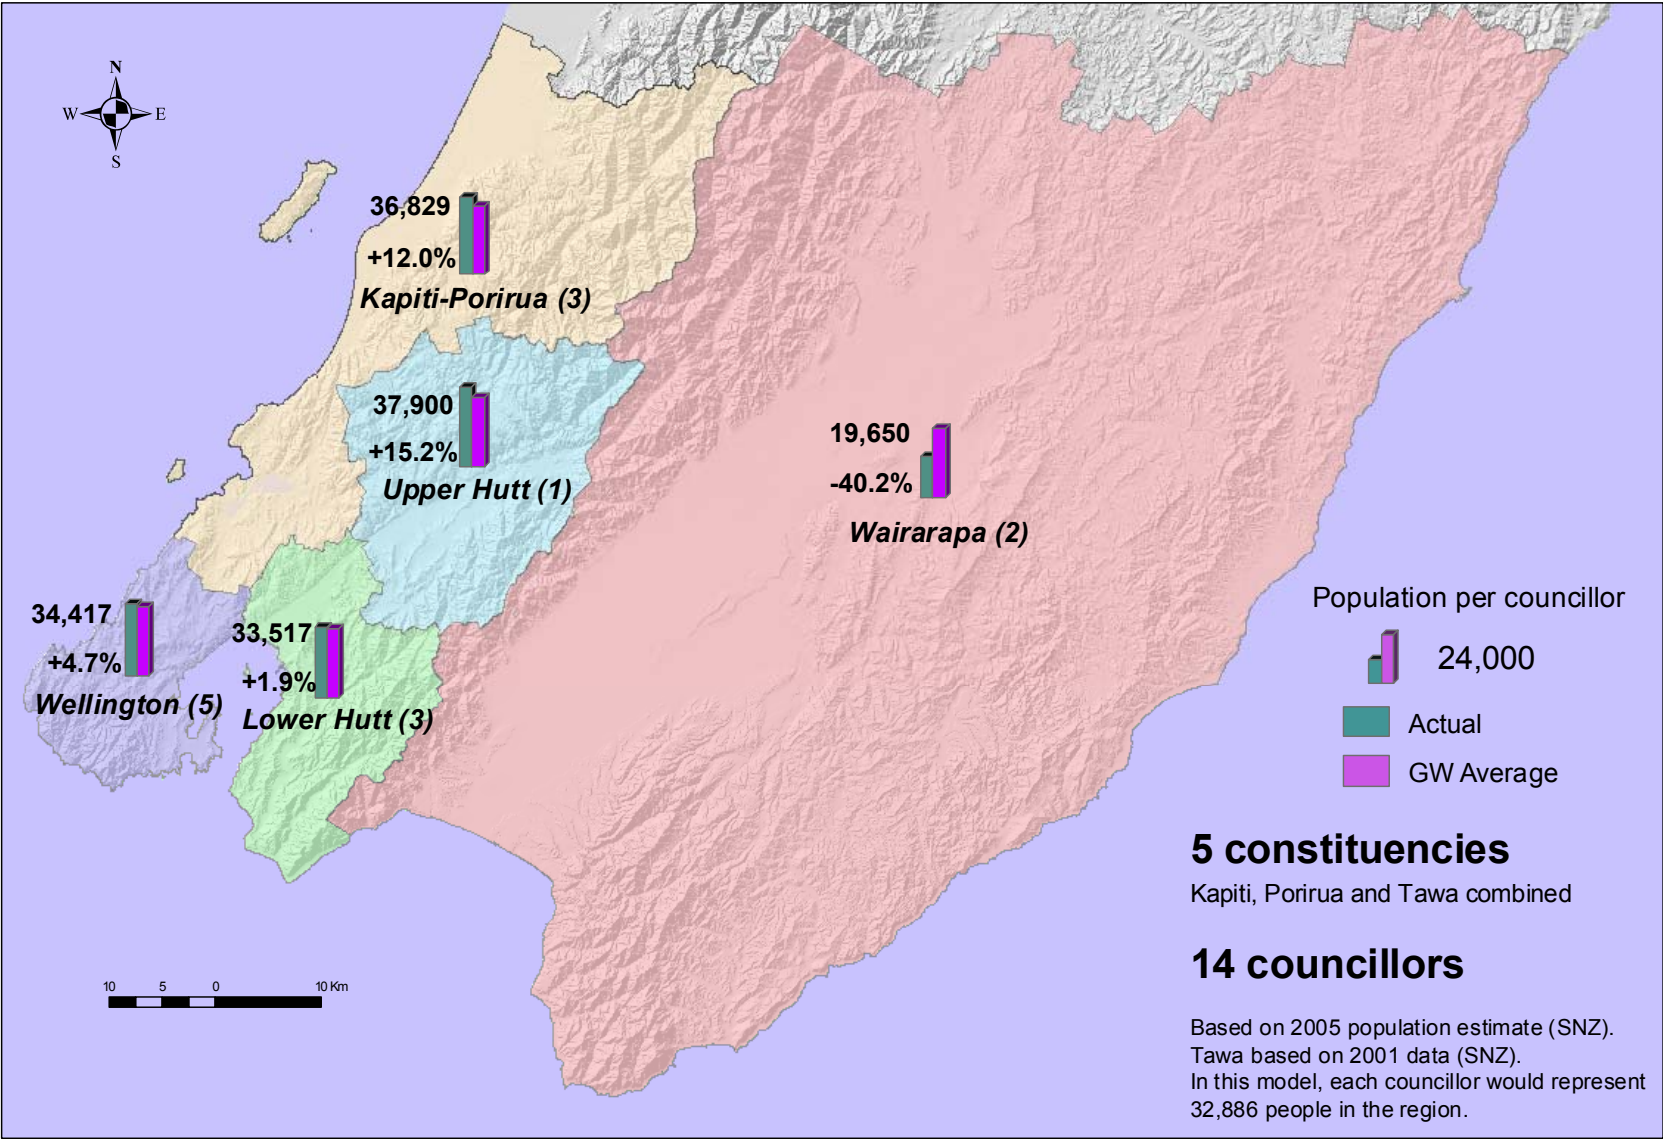 N
W E
S
36,829
+12.0%
Kapiti-Porirua (3)
37,900
+15.2%
Upper Hutt (1)
19,650
-40.2%
Wairarapa (2)
34,417
+4.7%
Wellington (5)
33,517
+1.9%
Lower Hutt (3)
Population per councillor
24,000
Actual
GW Average
5 constituencies
Kapiti, Porirua and Tawa combined
14 councillors
Based on 2005 population estimate (SNZ).
Tawa based on 2001 data (SNZ).
In this model, each councillor would represent
32,886 people in the region.
10 5 0 10 Km